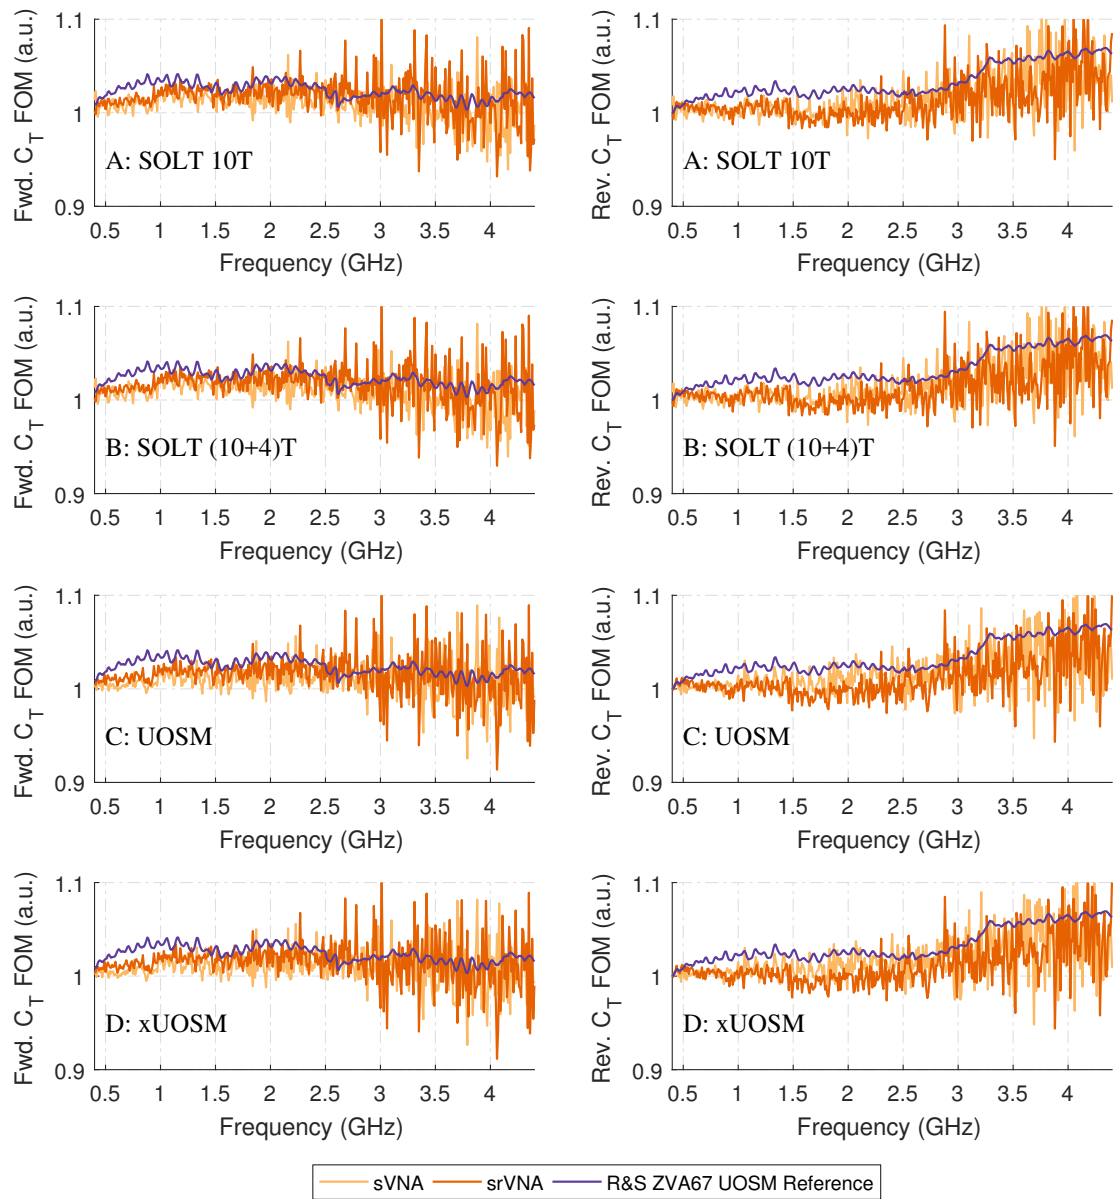 Fwd. C_T FOM (a.u.)
1.1
1
0.9
A: SOLT 10T
0.5 1 1.5 2 2.5 3 3.5 4
Frequency (GHz)
Rev. C_T FOM (a.u.)
1.1
1
0.9
A: SOLT 10T
0.5 1 1.5 2 2.5 3 3.5 4
Frequency (GHz)
Fwd. C_T FOM (a.u.)
1.1
1
0.9
B: SOLT (10+4)T
0.5 1 1.5 2 2.5 3 3.5 4
Frequency (GHz)
Rev. C_T FOM (a.u.)
1.1
1
0.9
B: SOLT (10+4)T
0.5 1 1.5 2 2.5 3 3.5 4
Frequency (GHz)
Fwd. C_T FOM (a.u.)
1.1
1
0.9
C: UOSM
0.5 1 1.5 2 2.5 3 3.5 4
Frequency (GHz)
Rev. C_T FOM (a.u.)
1.1
1
0.9
C: UOSM
0.5 1 1.5 2 2.5 3 3.5 4
Frequency (GHz)
Fwd. C_T FOM (a.u.)
1.1
1
0.9
D: xUOSM
0.5 1 1.5 2 2.5 3 3.5 4
Frequency (GHz)
Rev. C_T FOM (a.u.)
1.1
1
0.9
D: xUOSM
0.5 1 1.5 2 2.5 3 3.5 4
Frequency (GHz)
sVNA srVNA R&S ZVA67 UOSM Reference